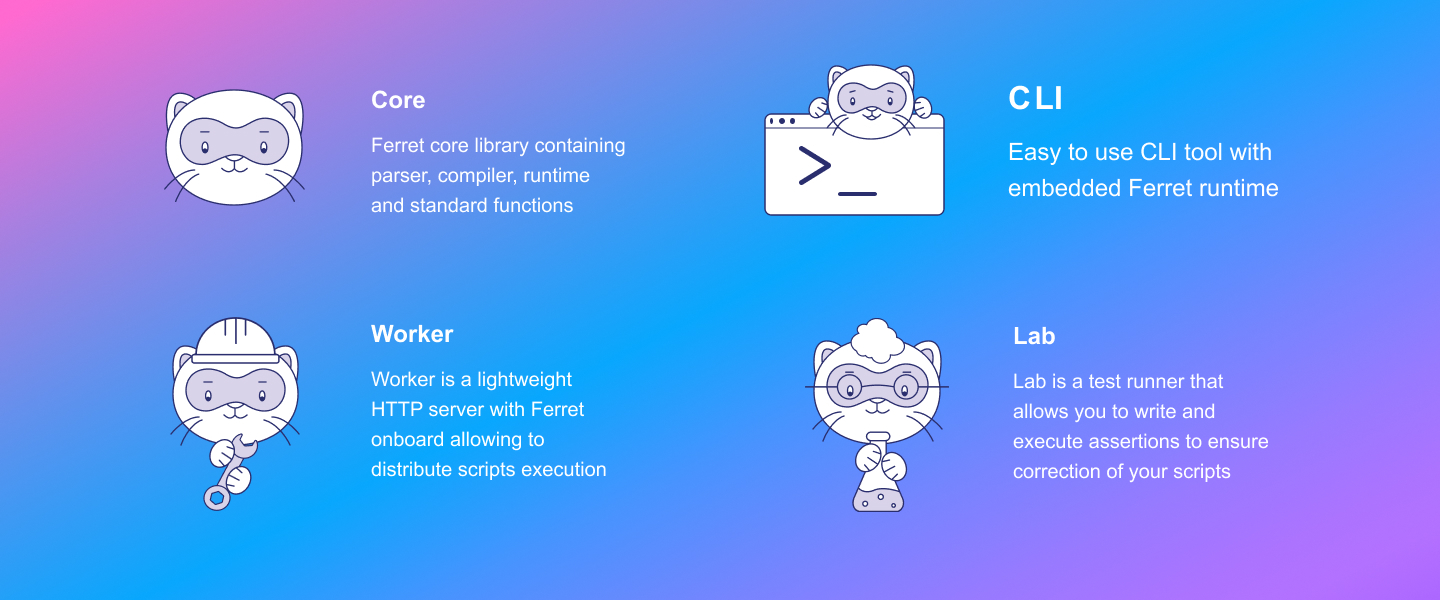 Core
Ferret core library containing
parser, compiler, runtime
and standard functions
CLI
Easy to use CLI tool with
embedded Ferret runtime
>_
Worker
Worker is a lightweight
HTTP server with Ferret
onboard allowing to
distribute scripts execution
Lab
Lab is a test runner that
allows you to write and
execute assertions to ensure
correction of your scripts